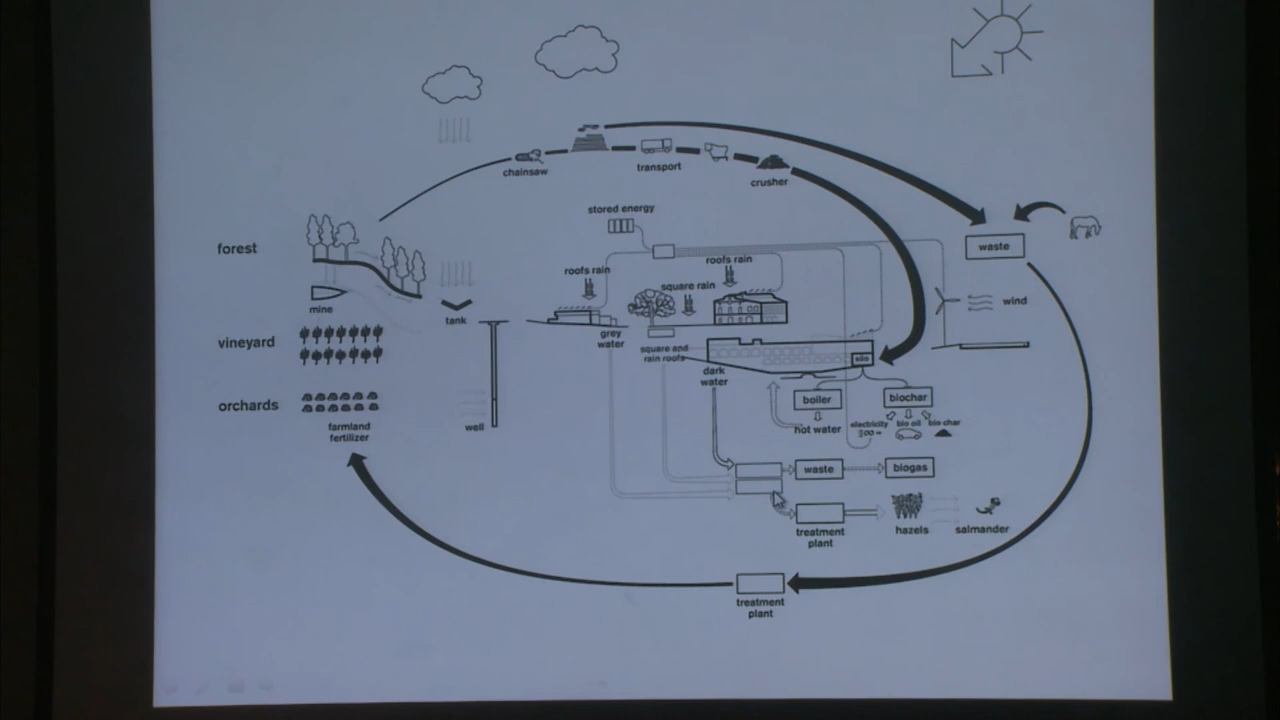 chainsaw
transport
crusher
stored energy
waste
forest
roofs rain
roofs rain
square rain
wind
mine
tank
grey
water
vineyard
square and
rain roofs
silo
dark
water
boiler
biochar
orchards
farmland
fertilizer
well
hot water
electricity
bio oil
bio char
waste
biogas
treatment
plant
hazels
salmander
treatment
plant